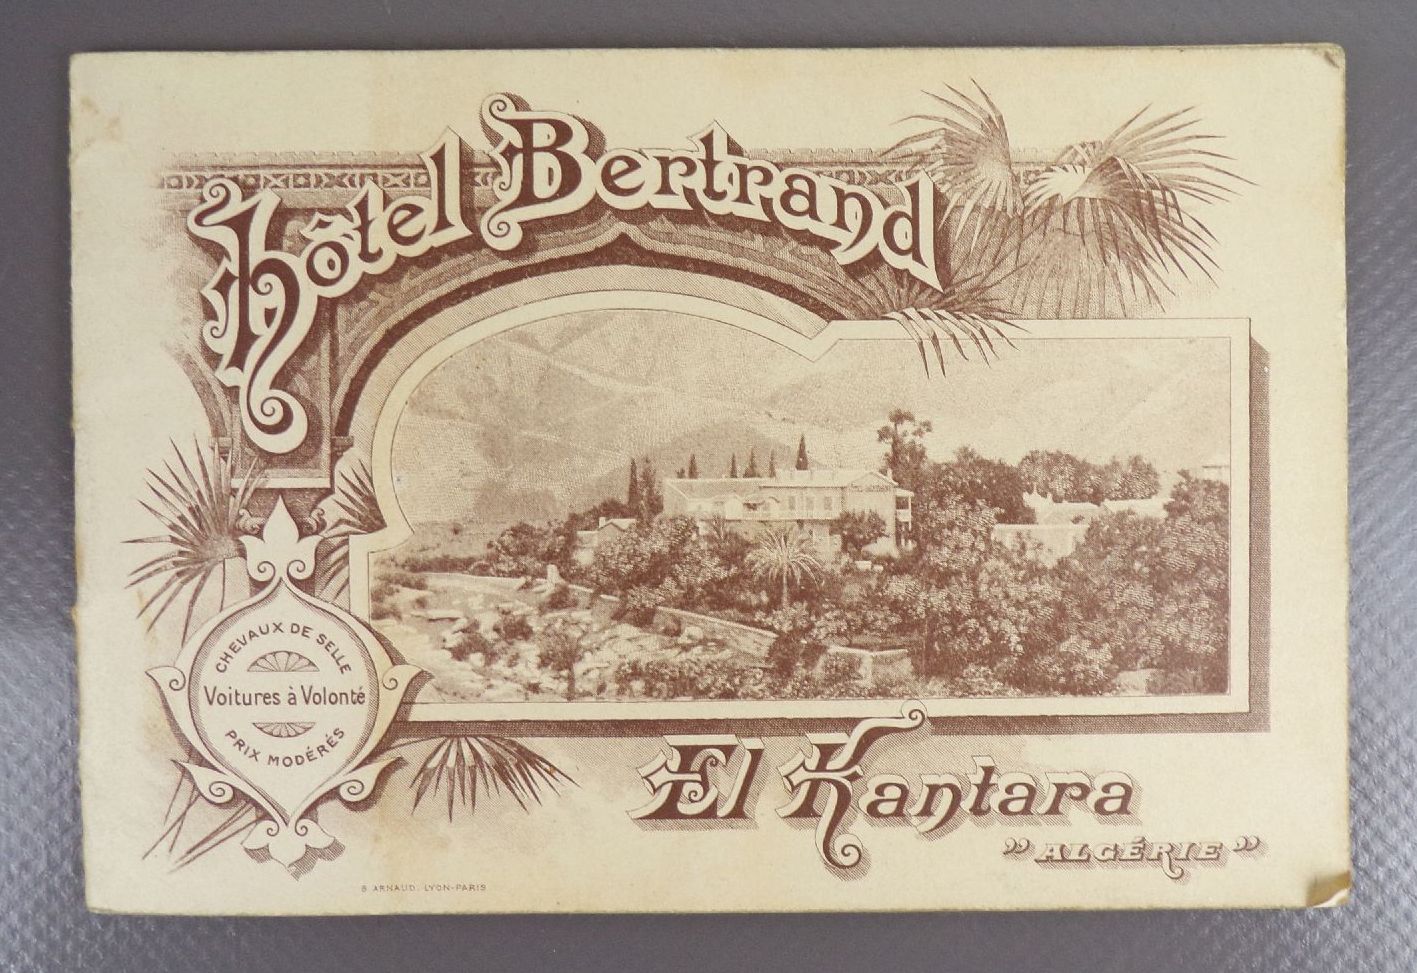 Hôtel Bertrand
CHEVAUX DE SELLE
Voitures à Volonté
PRIX MODÉRÉS
El Kantara
"ALGÉRIE"
B ARNAUD. LYON-PARIS